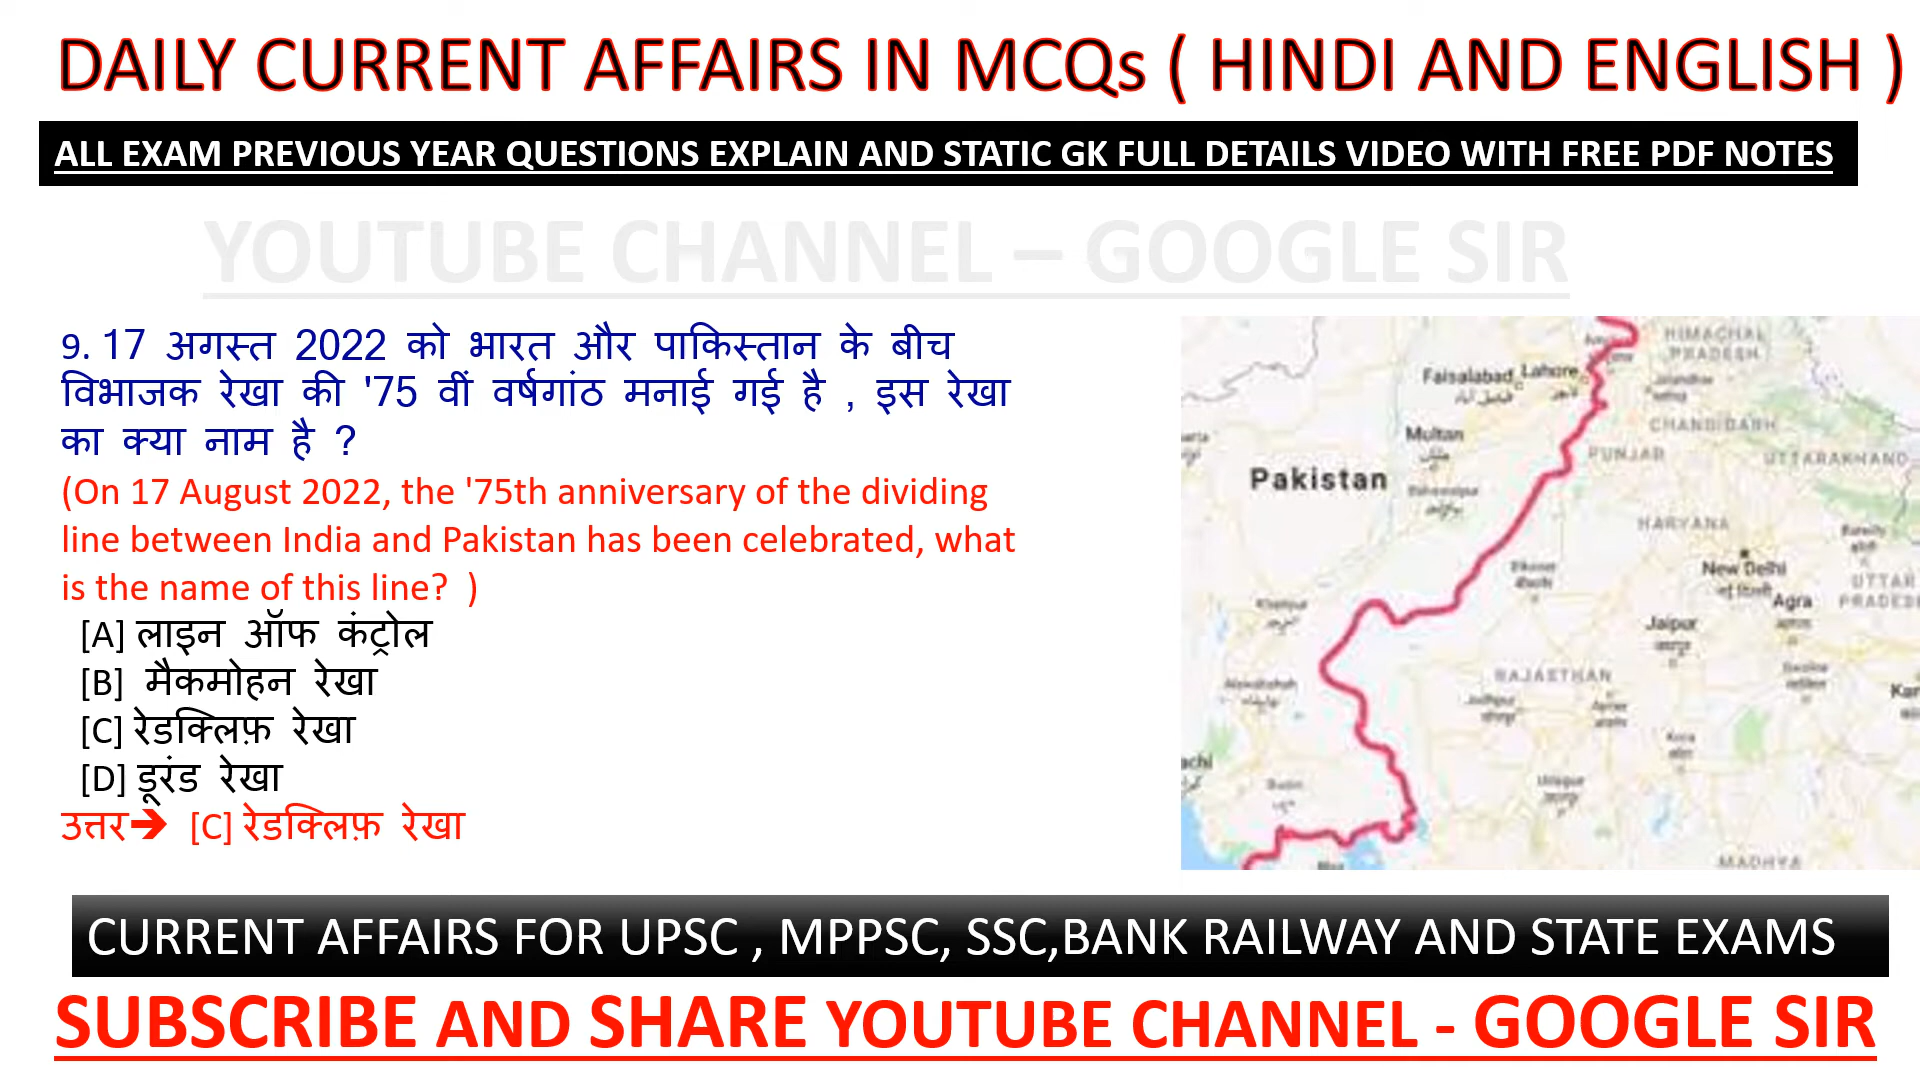 DAILY CURRENT AFFAIRS IN MCQs ( HINDI AND ENGLISH )
ALL EXAM PREVIOUS YEAR QUESTIONS EXPLAIN AND STATIC GK FULL DETAILS VIDEO WITH FREE PDF NOTES
YOUTUBE CHANNEL – GOOGLE SIR
9. 17 अगस्त 2022 को भारत और पाकिस्तान के बीच
विभाजक रेखा की '75 वीं वर्षगांठ मनाई गई है , इस रेखा
का क्या नाम है ?
(On 17 August 2022, the '75th anniversary of the dividing
line between India and Pakistan has been celebrated, what
is the name of this line? )
[A] लाइन ऑफ कंट्रोल
[B] मैकमोहन रेखा
[C] रेडक्लिफ़ रेखा
[D] डूरंड रेखा
उत्तर➔ [C] रेडक्लिफ़ रेखा
HIMACHAL
PRADESH
Faisalabad
Lahore
CHANDIGARH
Multan
PUNJAB
UTTARAKHAND
Pakistan
HARYANA
New Delhi
UTTAR
PRADESH
Agra
Jaipur
RAJASTHAN
Udaipur
MADHYA
CURRENT AFFAIRS FOR UPSC , MPPSC, SSC,BANK RAILWAY AND STATE EXAMS
SUBSCRIBE AND SHARE YOUTUBE CHANNEL - GOOGLE SIR